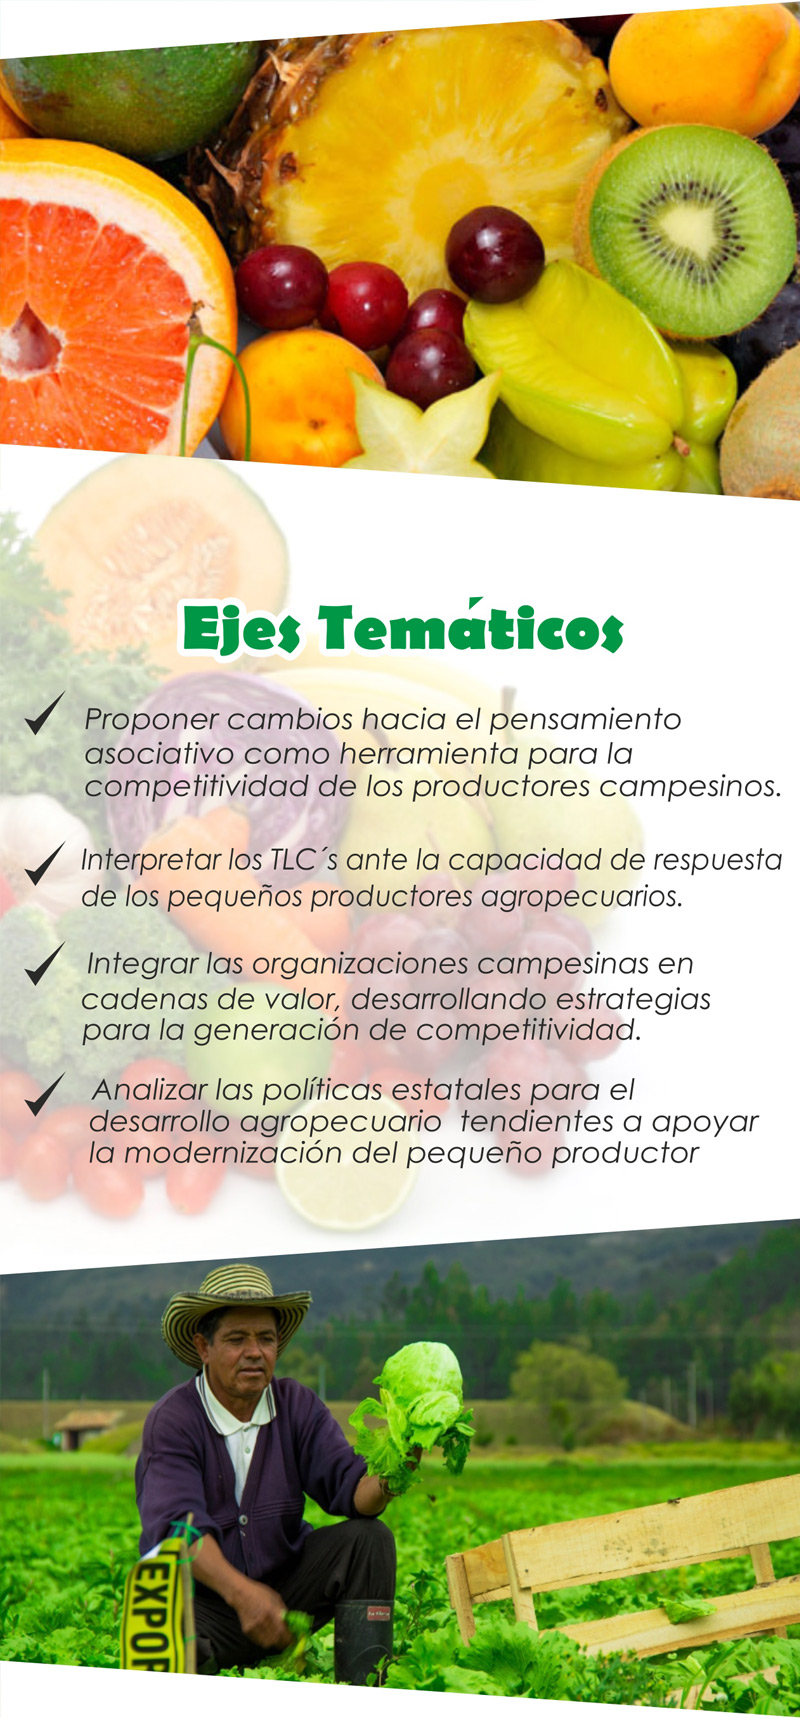 Ejes Temáticos
Proponer cambios hacia el pensamiento
asociativo como herramienta para la
competitividad de los productores campesinos.
Interpretar los TLC´s ante la capacidad de respuesta
de los pequeños productores agropecuarios.
Integrar las organizaciones campesinas en
cadenas de valor, desarrollando estrategias
para la generación de competitividad.
Analizar las políticas estatales para el
desarrollo agropecuario tendientes a apoyar
la modernización del pequeño productor
EXPOR